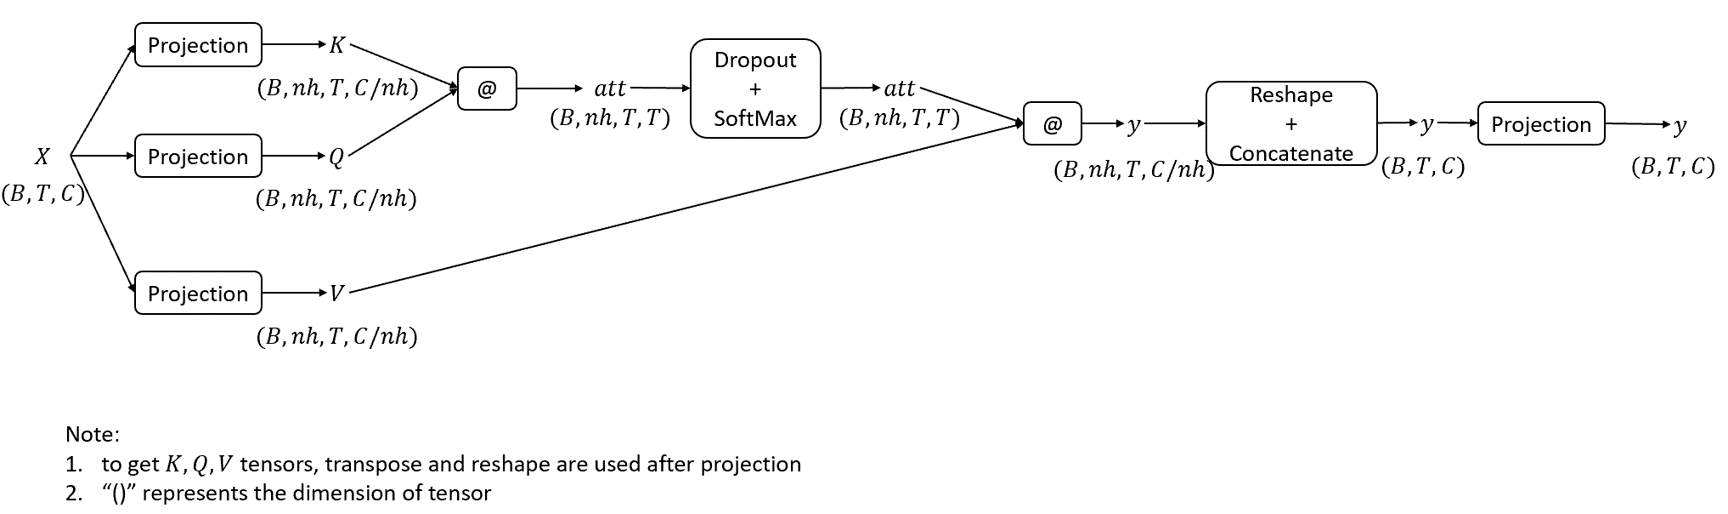 Projection
K
(B, nh, T, C/nh)
@
att
(B, nh, T, T)
Dropout
+
SoftMax
att
(B, nh, T, T)
X
(B, T, C)
Projection
Q
(B, nh, T, C/nh)
@
y
(B, nh, T, C/nh)
Reshape
+
Concatenate
y
(B, T, C)
Projection
y
(B, T, C)
Projection
V
(B, nh, T, C/nh)
Note:
1. to get K, Q, V tensors, transpose and reshape are used after projection
2. “()” represents the dimension of tensor